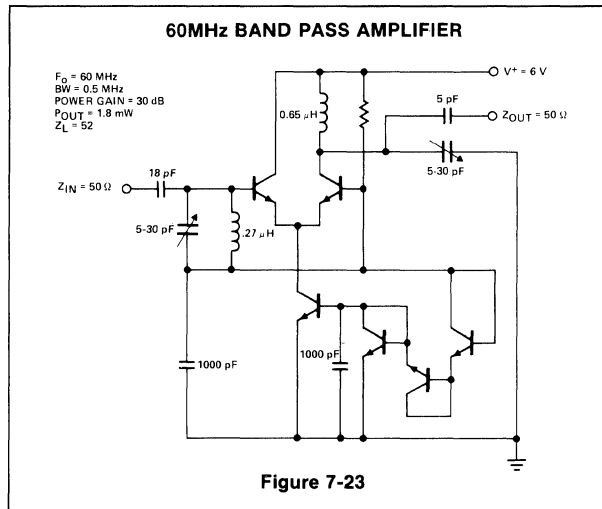 60MHz BAND PASS AMPLIFIER
FO = 60 MHz
BW = 0.5 MHz
POWER GAIN = 30 dB
POUT = 1.8 mW
ZL = 52
V+ = 6 V
5 pF
ZOUT = 50 Ω
0.65 μH
5-30 pF
18 pF
ZIN = 50 Ω
5-30 pF
.27 μH
1000 pF
1000 pF
Figure 7-23